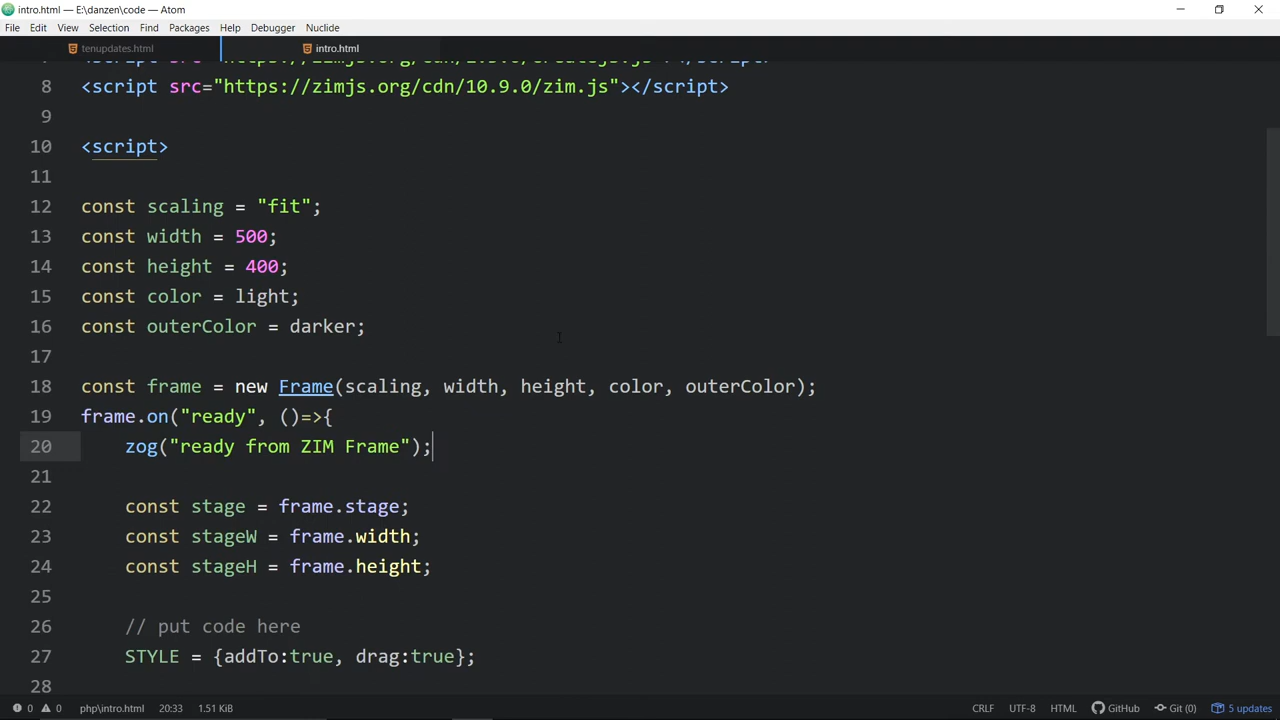 intro.html — E:\danzen\code — Atom
File Edit View Selection Find Packages Help Debugger Nuclide
tenupdates.html intro.html
8 <script src="https://zimjs.org/cdn/10.9.0/zim.js"></script>
9
10 <script>
11
12 const scaling = "fit";
13 const width = 500;
14 const height = 400;
15 const color = light;
16 const outerColor = darker;
17
18 const frame = new Frame(scaling, width, height, color, outerColor);
19 frame.on("ready", ()=>{
20 zog("ready from ZIM Frame");
21
22 const stage = frame.stage;
23 const stageW = frame.width;
24 const stageH = frame.height;
25
26 // put code here
27 STYLE = {addTo:true, drag:true};
28
0 0 php\intro.html 20:33 1.51 KiB CRLF UTF-8 HTML GitHub Git (0) 5 updates